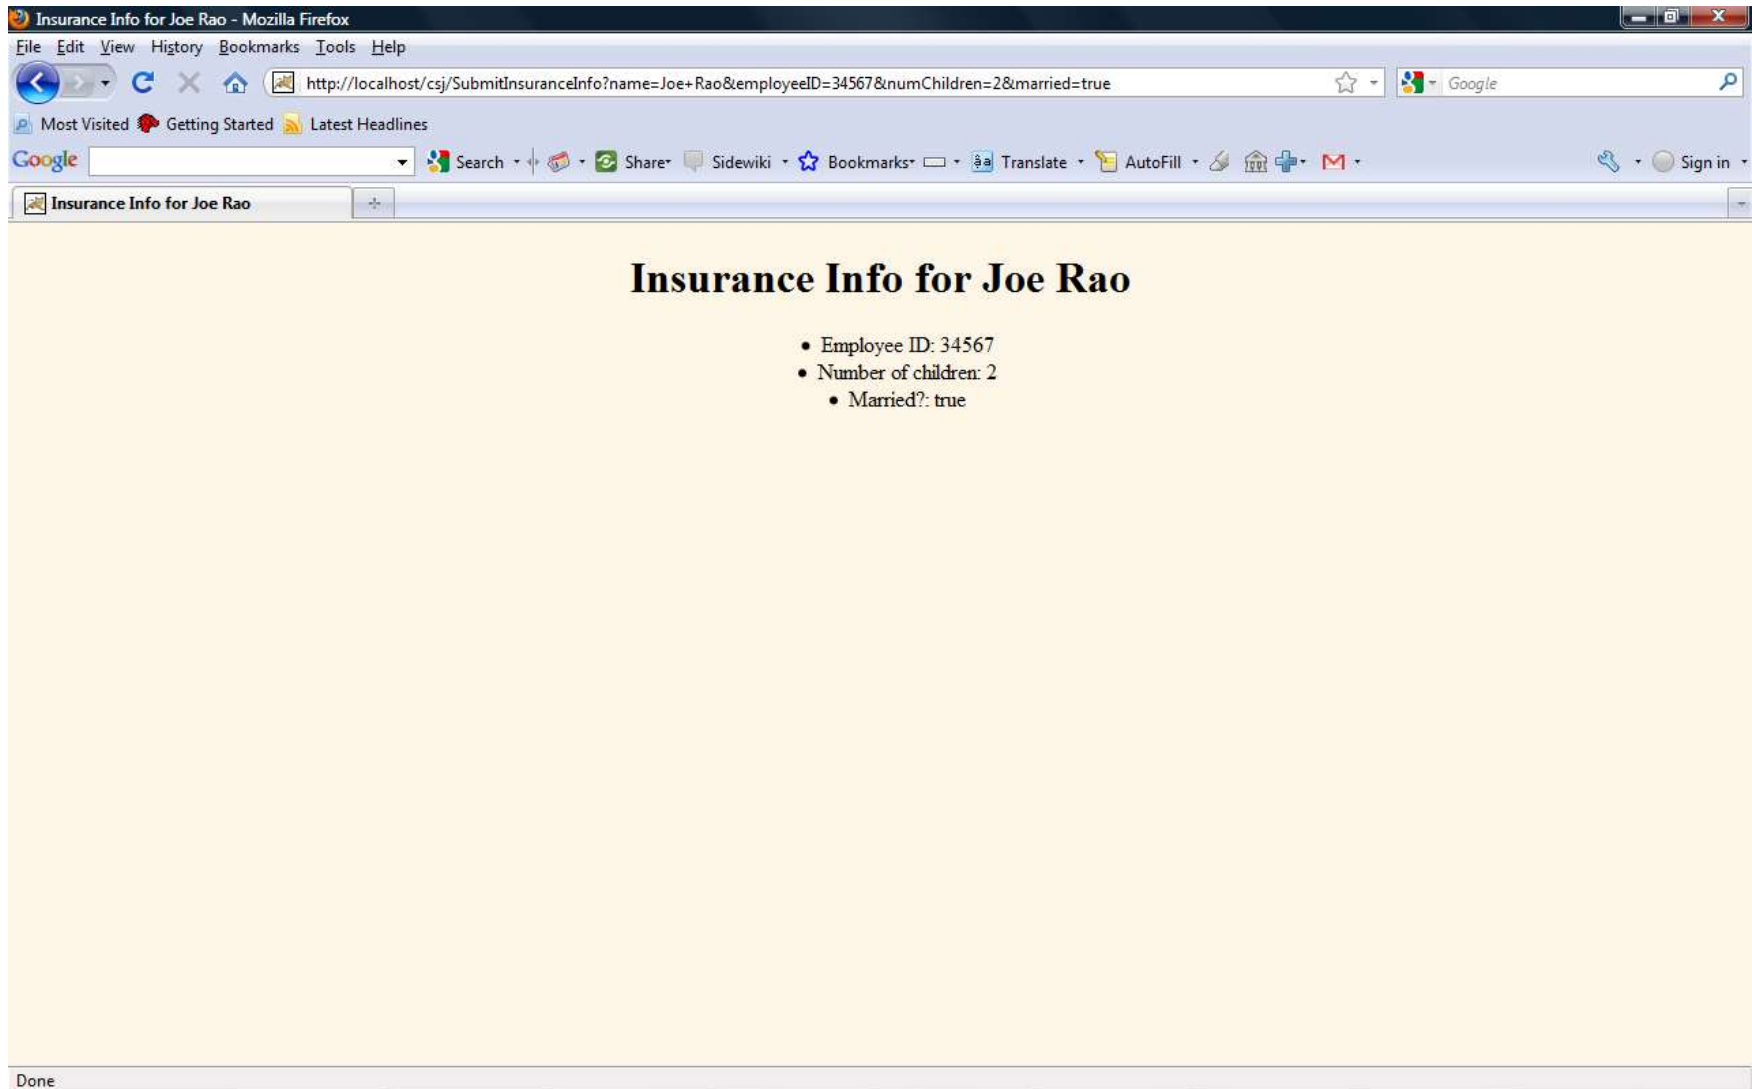 Insurance Info for Joe Rao - Mozilla Firefox
File Edit View History Bookmarks Tools Help
http://localhost/csj/SubmitInsuranceInfo?name=Joe+Rao&employeeID=34567&numChildren=2&married=true Google
Most Visited Getting Started Latest Headlines
Google Search Share Sidewiki Bookmarks Translate AutoFill Sign in
Insurance Info for Joe Rao
Insurance Info for Joe Rao
• Employee ID: 34567
• Number of children: 2
• Married?: true
Done